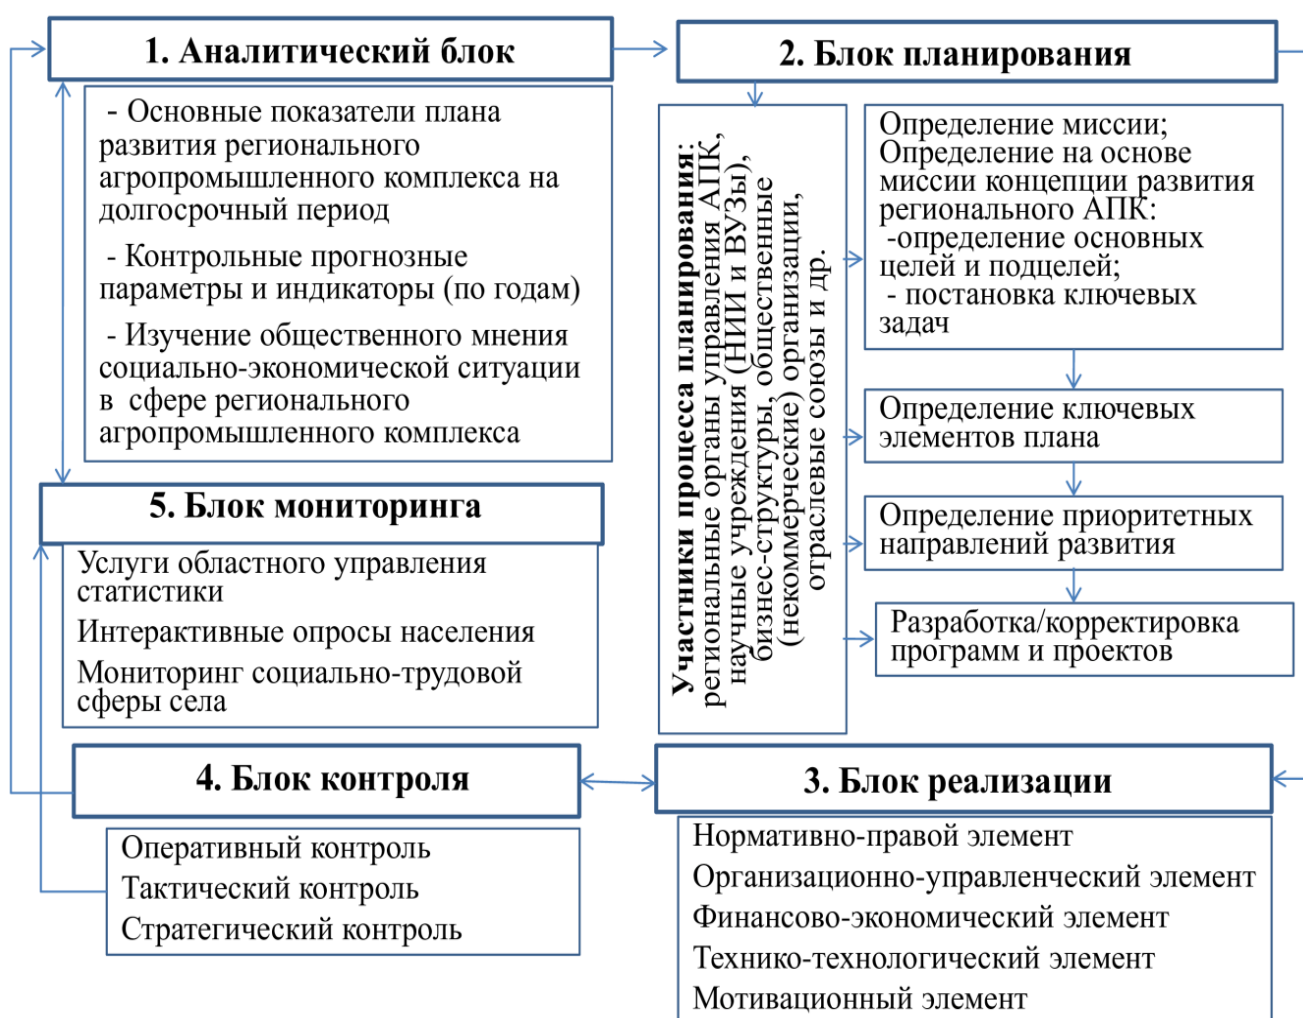 1. Аналитический блок
- Основные показатели плана
развития регионального
агропромышленного комплекса на
долгосрочный период
- Контрольные прогнозные
параметры и индикаторы (по годам)
- Изучение общественного мнения
социально-экономической ситуации
в сфере регионального
агропромышленного комплекса
2. Блок планирования
Участники процесса планирования:
региональные органы управления АПК,
научные учреждения (НИИ и ВУЗы),
бизнес-структуры, общественные
(некоммерческие) организации,
отраслевые союзы и др.
Определение миссии;
Определение на основе
миссии концепции развития
регионального АПК:
-определение основных
целей и подцелей;
- постановка ключевых
задач
Определение ключевых
элементов плана
Определение приоритетных
направлений развития
Разработка/корректировка
программ и проектов
5. Блок мониторинга
Услуги областного управления
статистики
Интерактивные опросы населения
Мониторинг социально-трудовой
сферы села
4. Блок контроля
Оперативный контроль
Тактический контроль
Стратегический контроль
3. Блок реализации
Нормативно-правой элемент
Организационно-управленческий элемент
Финансово-экономический элемент
Технико-технологический элемент
Мотивационный элемент